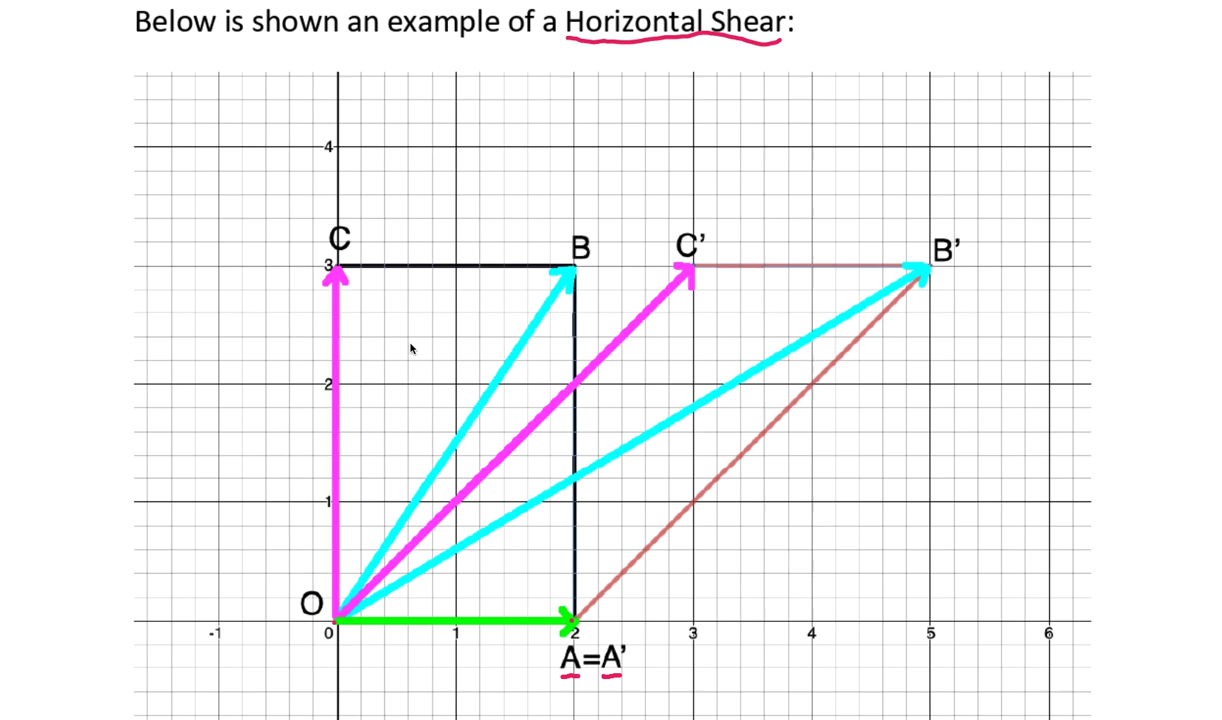 Below is shown an example of a Horizontal Shear:
4
C
B
C’
B’
3
2
1
O
-1
0
1
2
3
4
5
6
A=A’